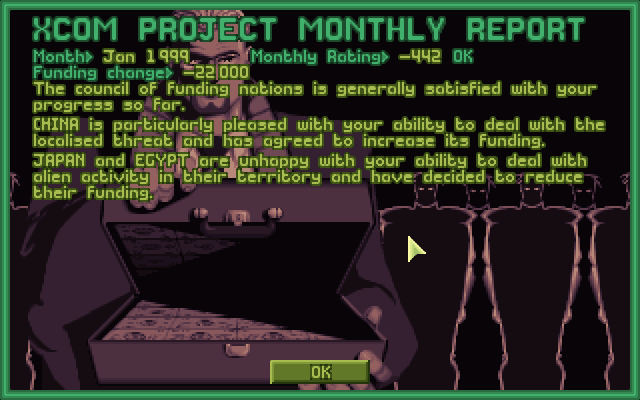 XCOM PROJECT MONTHLY REPORT
Month> Jan 1999 Monthly Rating> -442 OK
Funding change> -22 000
The council of funding nations is generally satisfied with your
progress so far.
CHINA is particularly pleased with your ability to deal with the
localised threat and has agreed to increase its funding.
JAPAN and EGYPT are unhappy with your ability to deal with
alien activity in their territory and have decided to reduce
their funding.
OK